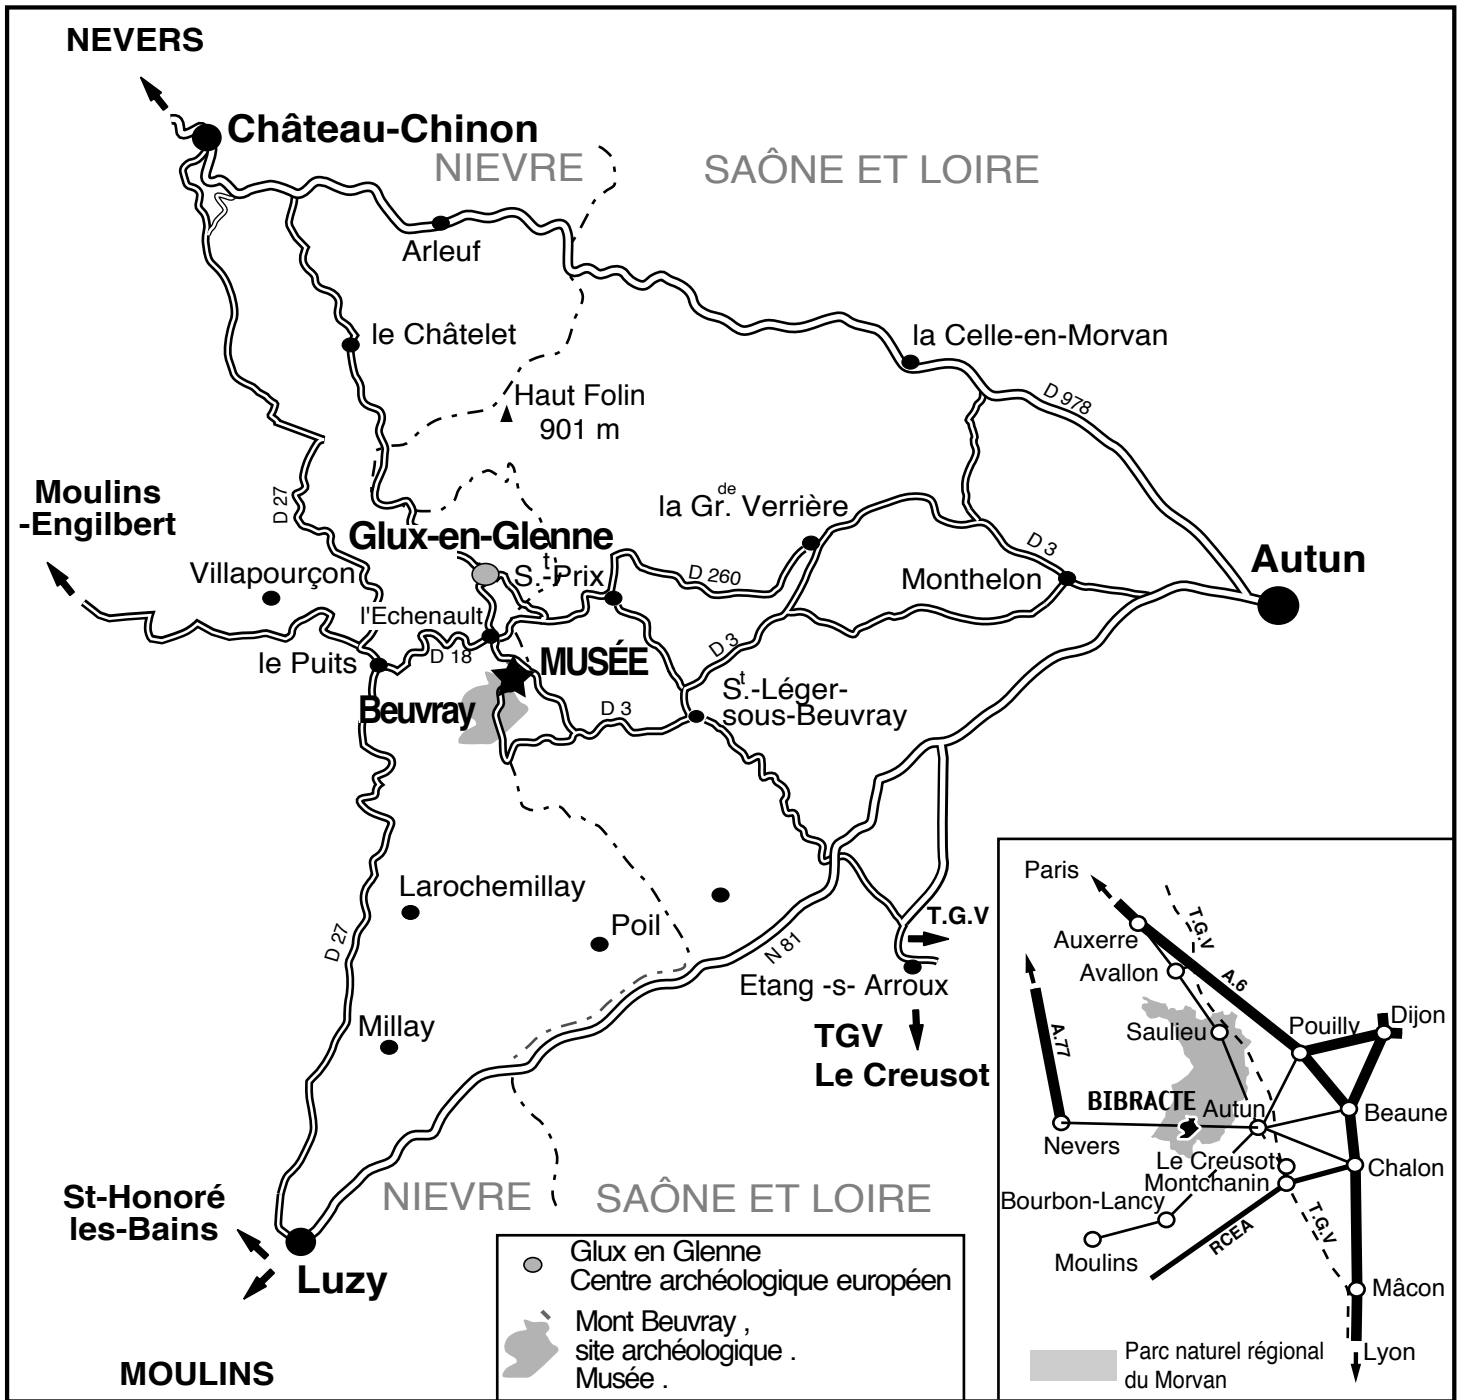 NEVERS
Château-Chinon
NIEVRE
SAÔNE ET LOIRE
Arleuf
le Châtelet
la Celle-en-Morvan
Haut Folin
901 m
D 978
Moulins
-Engilbert
D 27
la Gr.de Verrière
Glux-en-Glenne
D 3
Autun
Villapourçon
St.-Prix
D 260
Monthelon
l'Echenault
le Puits
D 18
MUSÉE
D 3
Beuvray
D 3
St.-Léger-
sous-Beuvray
Larochemillay
Poil
T.G.V
D 27
N 81
Etang -s- Arroux
Millay
TGV
Le Creusot
St-Honoré
les-Bains
NIEVRE
SAÔNE ET LOIRE
Luzy
MOULINS
Glux en Glenne
Centre archéologique européen
Mont Beuvray ,
site archéologique .
Musée .
Paris
T.G.V
Auxerre
Avallon
A.6
A.77
Saulieu
Pouilly
Dijon
BIBRACTE
Autun
Beaune
Nevers
Le Creusot
Montchanin
Chalon
Bourbon-Lancy
RCEA
T.G.V
Moulins
Mâcon
Parc naturel régional
du Morvan
Lyon